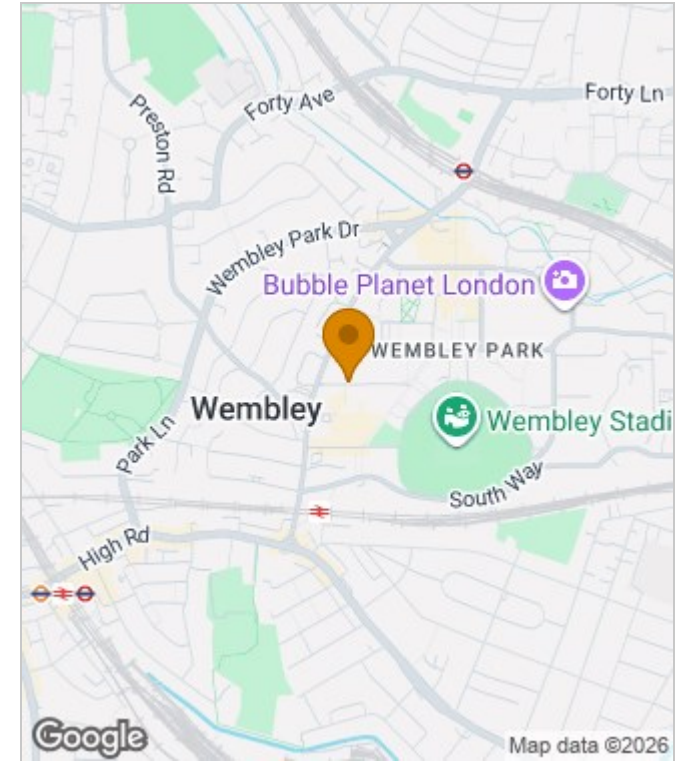 Forty Ln
Forty Ave
Preston Rd
Wembley Park Dr
Bubble Planet London
WEMBLEY PARK
Wembley
Wembley Stadi
Park Ln
South Way
High Rd
Google
Map data ©2026